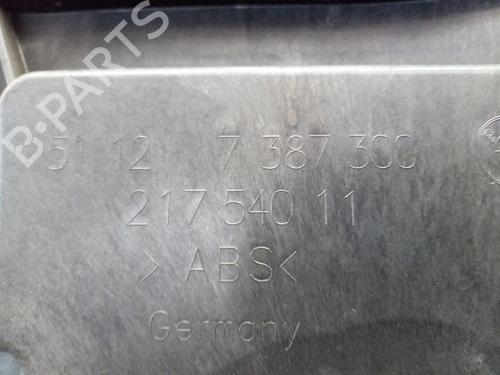 B-PARTS
51 12 7 387 300
217 540 11
> ABS <
Germany